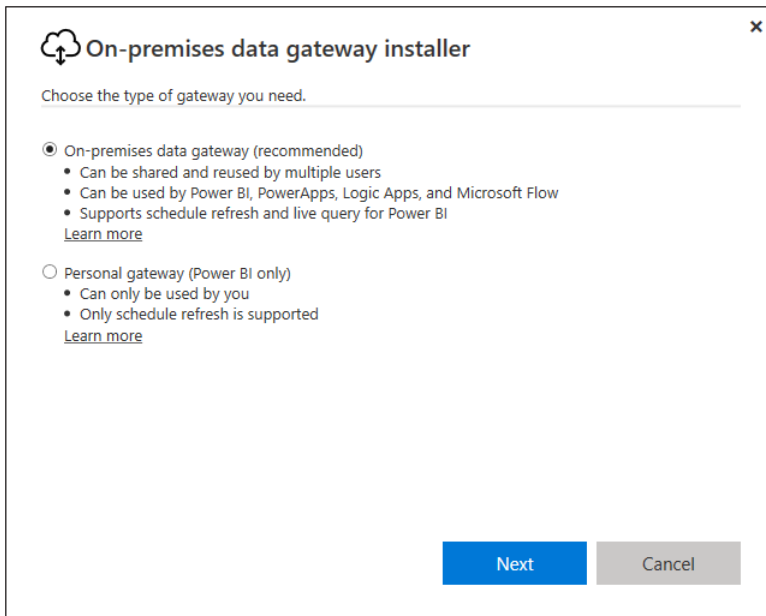 ×
On-premises data gateway installer
Choose the type of gateway you need.
On-premises data gateway (recommended)
• Can be shared and reused by multiple users
• Can be used by Power BI, PowerApps, Logic Apps, and Microsoft Flow
• Supports schedule refresh and live query for Power BI
Learn more
Personal gateway (Power BI only)
• Can only be used by you
• Only schedule refresh is supported
Learn more
Next
Cancel